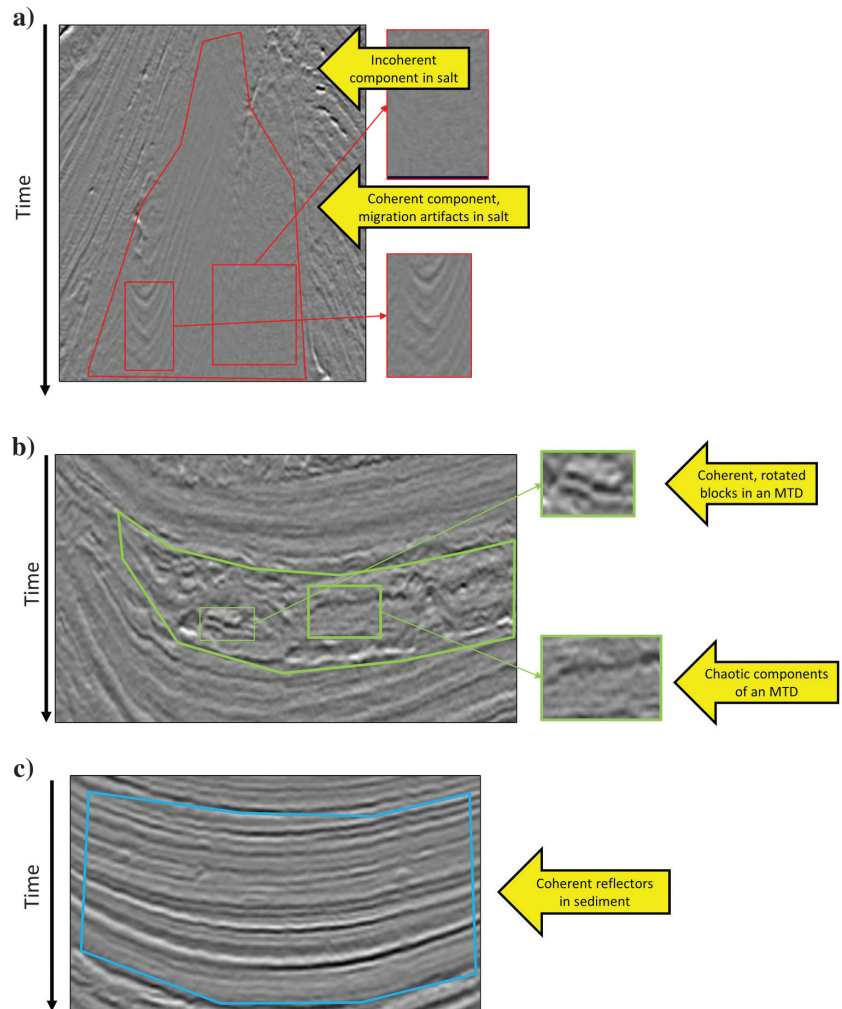 a)
Incoherent
component in salt
Time
Coherent component,
migration artifacts in salt
b)
Coherent, rotated
blocks in an MTD
Time
Chaotic components
of an MTD
c)
Time
Coherent reflectors
in sediment